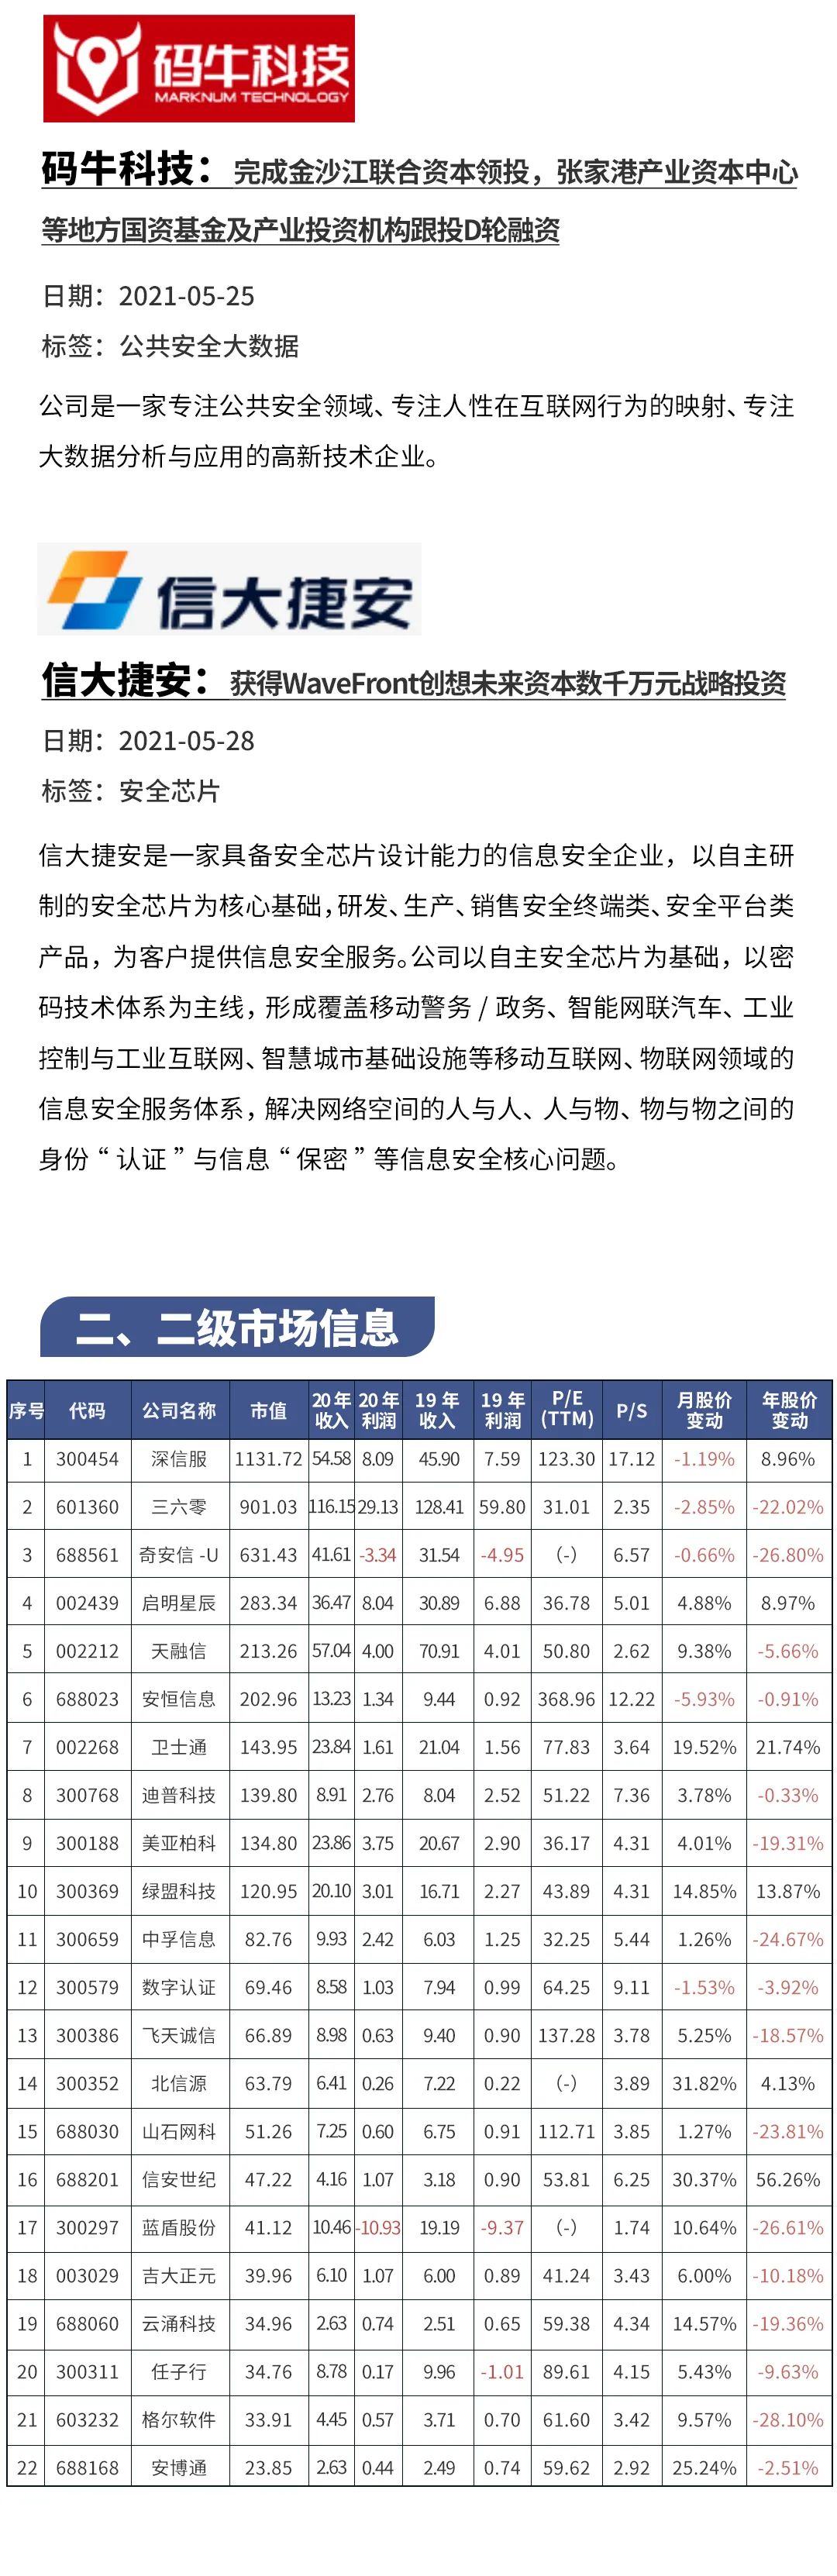 码牛科技
MARKNUM TECHNOLOGY
码牛科技：完成金沙江联合资本领投，张家港产业资本中心
等地方国资基金及产业投资机构跟投D轮融资
日期：2021-05-25
标签：公共安全大数据
公司是一家专注公共安全领域、专注人性在互联网行为的映射、专注
大数据分析与应用的高新技术企业。
信大捷安
信大捷安：获得WaveFront创想未来资本数千万元战略投资
日期：2021-05-28
标签：安全芯片
信大捷安是一家具备安全芯片设计能力的信息安全企业，以自主研
制的安全芯片为核心基础，研发、生产、销售安全终端类、安全平台类
产品，为客户提供信息安全服务。公司以自主安全芯片为基础，以密
码技术体系为主线，形成覆盖移动警务 / 政务、智能网联汽车、工业
控制与工业互联网、智慧城市基础设施等移动互联网、物联网领域的
信息安全服务体系，解决网络空间的人与人、人与物、物与物之间的
身份“认证”与信息“保密”等信息安全核心问题。
二、二级市场信息
序号 代码 公司名称 市值 20 年收入 20 年利润 19 年收入 19 年利润 P/E (TTM) P/S 月股价变动 年股价变动
1 300454 深信服 1131.72 54.58 8.09 45.90 7.59 123.30 17.12 -1.19% 8.96%
2 601360 三六零 901.03 116.15 29.13 128.41 59.80 31.01 2.35 -2.85% -22.02%
3 688561 奇安信 -U 631.43 41.61 -3.34 31.54 -4.95 （-） 6.57 -0.66% -26.80%
4 002439 启明星辰 283.34 36.47 8.04 30.89 6.88 36.78 5.01 4.88% 8.97%
5 002212 天融信 213.26 57.04 4.00 70.91 4.01 50.80 2.62 9.38% -5.66%
6 688023 安恒信息 202.96 13.23 1.34 9.44 0.92 368.96 12.22 -5.93% -0.91%
7 002268 卫士通 143.95 23.84 1.61 21.04 1.56 77.83 3.64 19.52% 21.74%
8 300768 迪普科技 139.80 8.91 2.76 8.04 2.52 51.22 7.36 3.78% -0.33%
9 300188 美亚柏科 134.80 23.86 3.75 20.67 2.90 36.17 4.31 4.01% -19.31%
10 300369 绿盟科技 120.95 20.10 3.01 16.71 2.27 43.89 4.31 14.85% 13.87%
11 300659 中孚信息 82.76 9.93 2.42 6.03 1.25 32.25 5.44 1.26% -24.67%
12 300579 数字认证 69.46 8.58 1.03 7.94 0.99 64.25 9.11 -1.53% -3.92%
13 300386 飞天诚信 66.89 8.98 0.63 9.40 0.90 137.28 3.78 5.25% -18.57%
14 300352 北信源 63.79 6.41 0.26 7.22 0.22 （-） 3.89 31.82% 4.13%
15 688030 山石网科 51.26 7.25 0.60 6.75 0.91 112.71 3.85 1.27% -23.81%
16 688201 信安世纪 47.22 4.16 1.07 3.18 0.90 53.81 6.25 30.37% 56.26%
17 300297 蓝盾股份 41.12 10.46 -10.93 19.19 -9.37 （-） 1.74 10.64% -26.61%
18 003029 吉大正元 39.96 6.10 1.07 6.00 0.89 41.24 3.43 6.00% -10.18%
19 688060 云涌科技 34.96 2.63 0.74 2.51 0.65 59.38 4.34 14.57% -19.36%
20 300311 任子行 34.76 8.78 0.17 9.96 -1.01 89.61 4.15 5.43% -9.63%
21 603232 格尔软件 33.91 4.45 0.57 3.71 0.70 61.60 3.42 9.57% -28.10%
22 688168 安博通 23.85 2.63 0.44 2.49 0.74 59.62 2.92 25.24% -2.51%